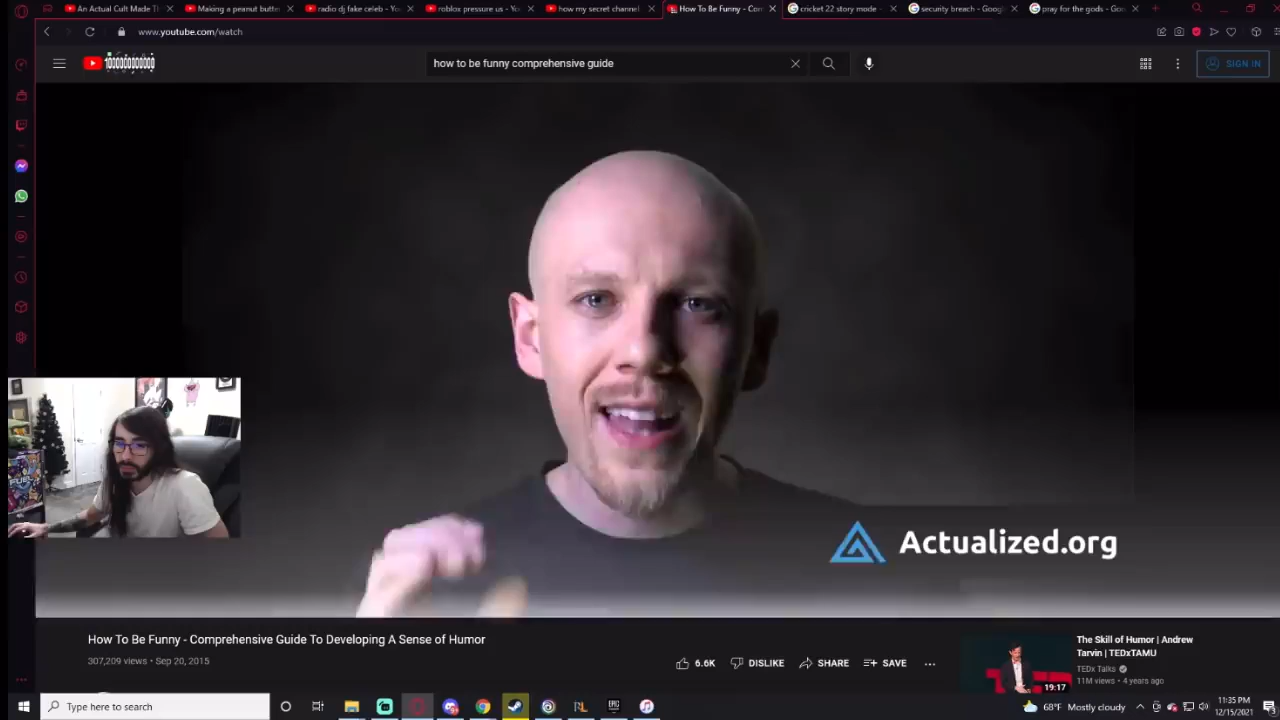 An Actual Cult Made Th
Making a peanut butter
radio dj fake celeb - Yo
roblox pressure us - Yo
how my secret channel
How To Be Funny - Com
cricket 22 story mode -
security breach - Googl
pray for the gods - Goo
www.youtube.com/watch
how to be funny comprehensive guide
SIGN IN
FUEL
Actualized.org
How To Be Funny - Comprehensive Guide To Developing A Sense of Humor
307,209 views • Sep 20, 2015
6.6K
DISLIKE
SHARE
SAVE
The Skill of Humor | Andrew
Tarvin | TEDxTAMU
TEDx Talks
11M views • 4 years ago
19:17
Type here to search
EPIC
RL
68°F Mostly cloudy
11:35 PM
12/15/2021